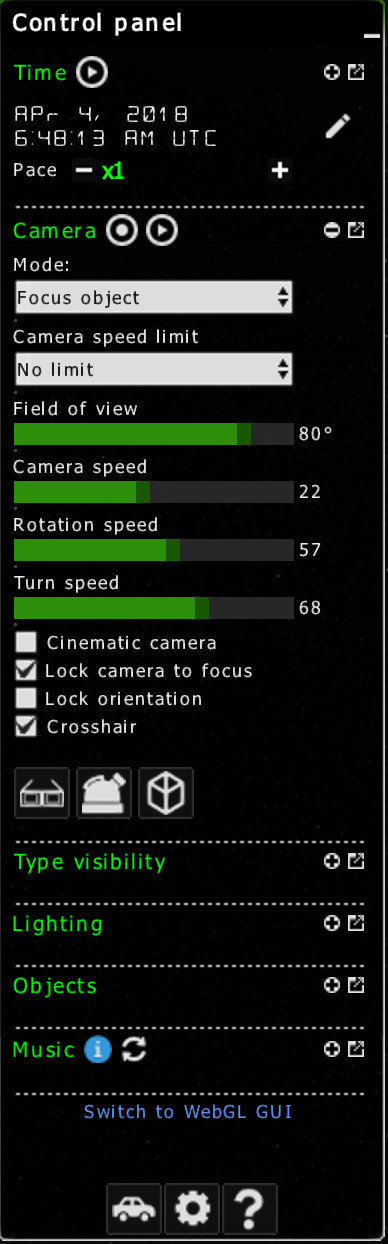 Control panel
Time
APr 4, 2018
6:48:13 AM UTC
Pace x1
Camera
Mode:
Focus object
Camera speed limit
No limit
Field of view
80°
Camera speed
22
Rotation speed
57
Turn speed
68
Cinematic camera
Lock camera to focus
Lock orientation
Crosshair
Type visibility
Lighting
Objects
Music
Switch to WebGL GUI